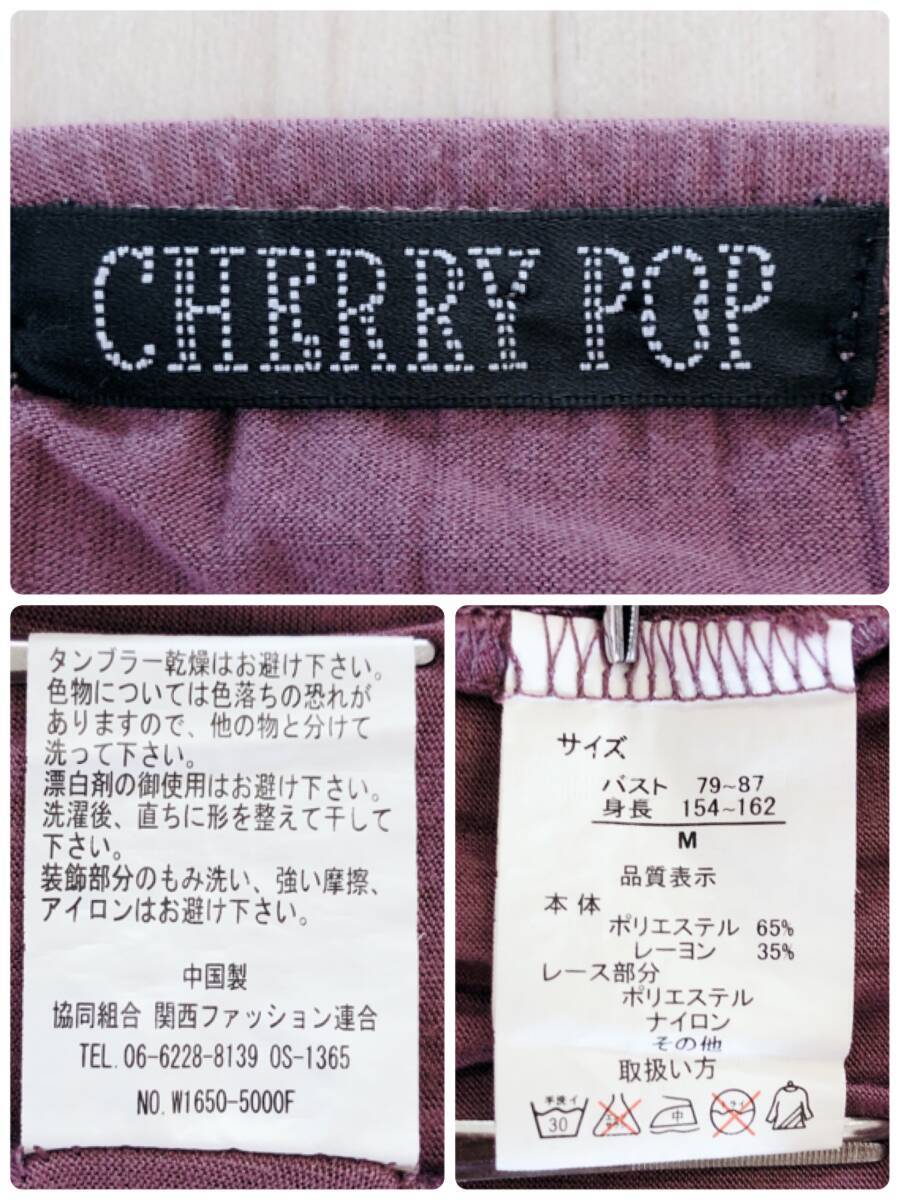 CHERRY POP
タンブラー乾燥はお避け下さい。
色物については色落ちの恐れが
ありますので、他の物と分けて
洗って下さい。
漂白剤の御使用はお避け下さい。
洗濯後、直ちに形を整えて干して
下さい。
装飾部分のもみ洗い、強い摩擦、
アイロンはお避け下さい。
中国製
協同組合 関西ファッション連合
TEL. 06-6228-8139 OS-1365
NO. W1650-5000F
サイズ
バスト 79~87
身長 154~162
M
品質表示
本体
ポリエステル 65%
レーヨン 35%
レース部分
ポリエステル
ナイロン
その他
取扱い方
手洗イ 30 中 ドライ